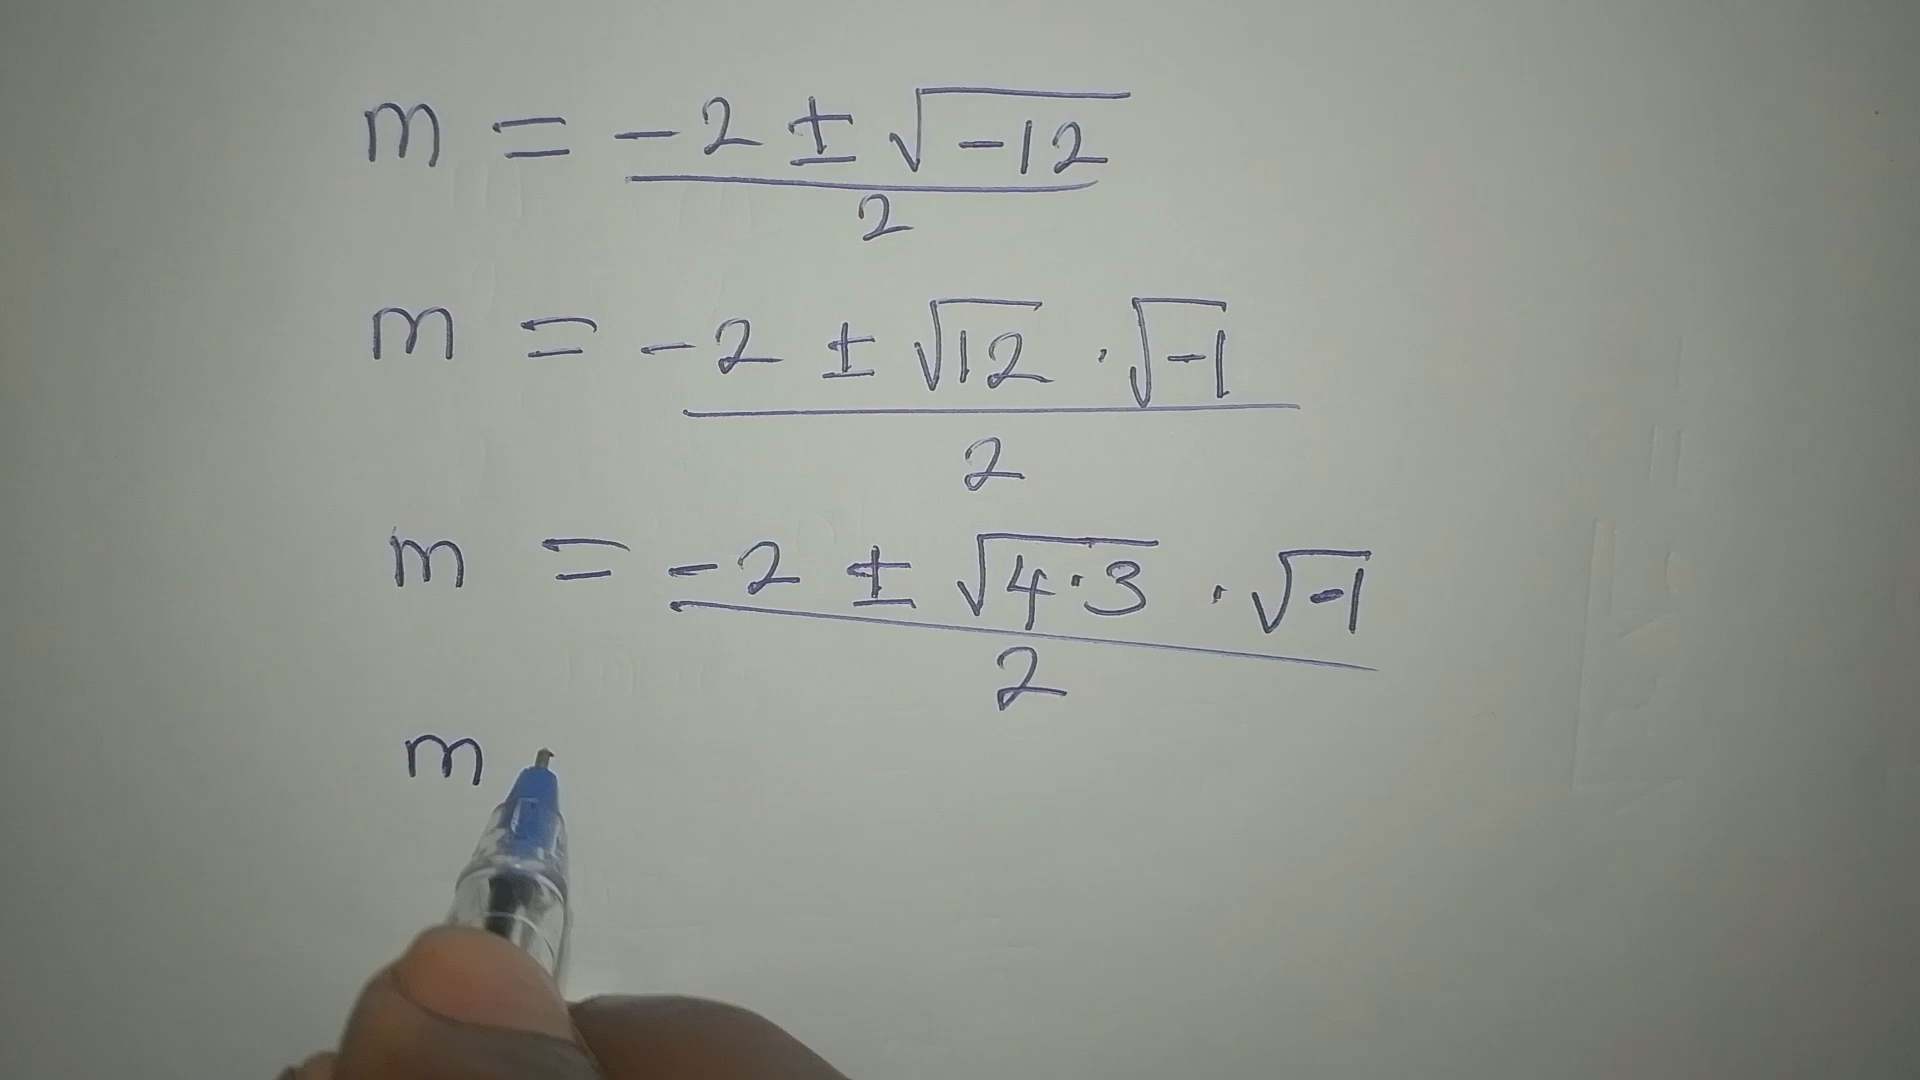 m = (-2 ± √-12)/2
m = (-2 ± √12 · √-1)/2
m = (-2 ± √4·3 · √-1)/2
m